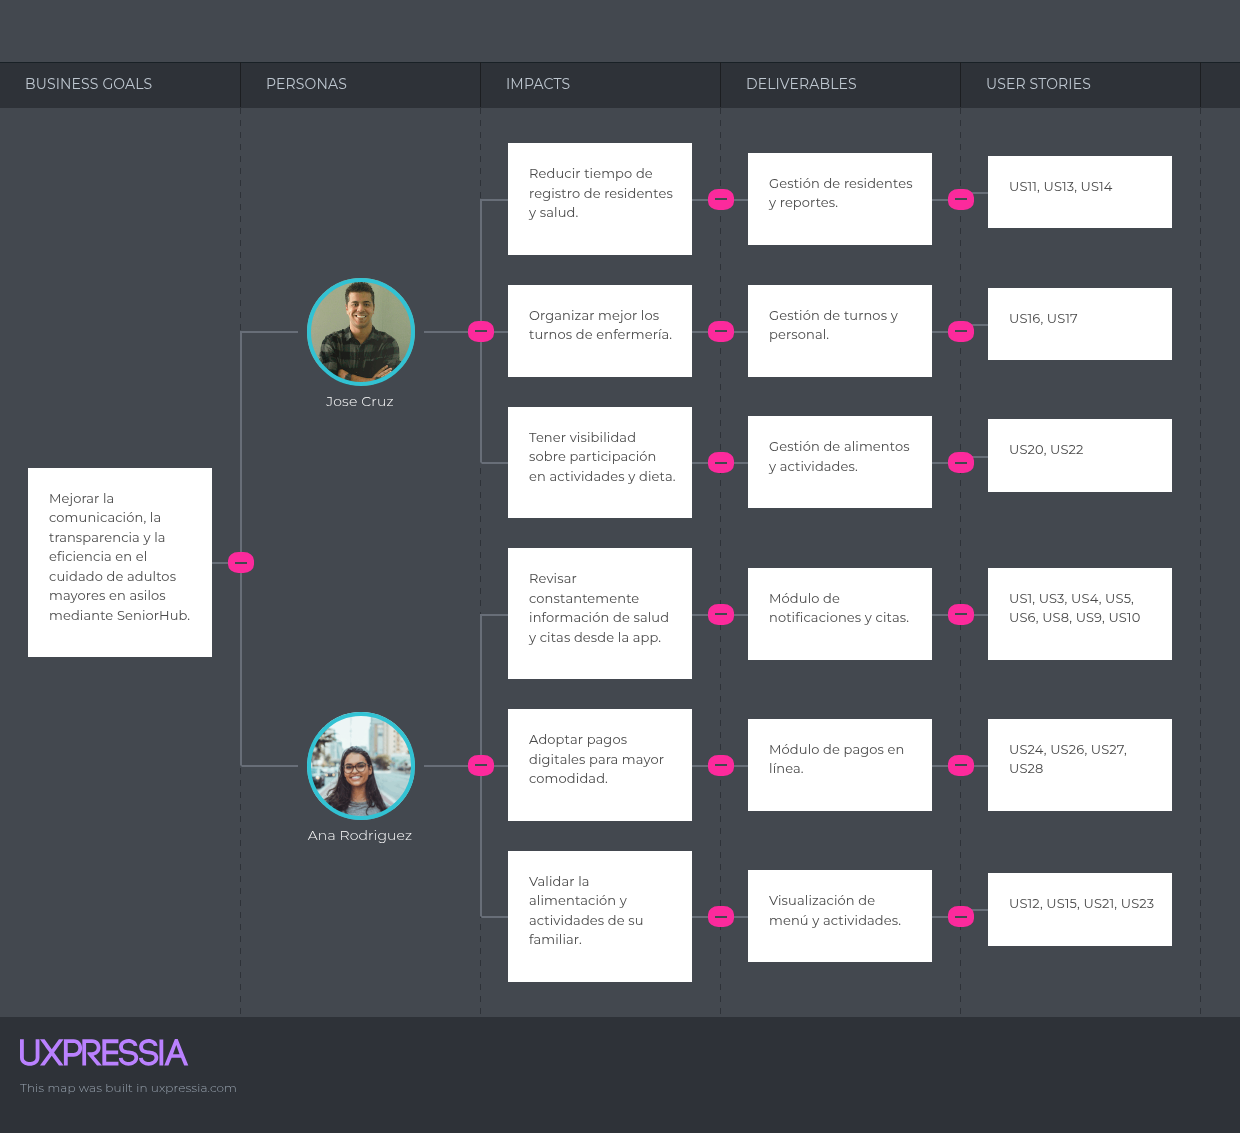 BUSINESS GOALS
PERSONAS
IMPACTS
DELIVERABLES
USER STORIES
Mejorar la
comunicación, la
transparencia y la
eficiencia en el
cuidado de adultos
mayores en asilos
mediante SeniorHub.
Jose Cruz
Reducir tiempo de
registro de residentes
y salud.
Gestión de residentes
y reportes.
US11, US13, US14
Organizar mejor los
turnos de enfermería.
Gestión de turnos y
personal.
US16, US17
Tener visibilidad
sobre participación
en actividades y dieta.
Gestión de alimentos
y actividades.
US20, US22
Ana Rodriguez
Revisar
constantemente
información de salud
y citas desde la app.
Módulo de
notificaciones y citas.
US1, US3, US4, US5,
US6, US8, US9, US10
Adoptar pagos
digitales para mayor
comodidad.
Módulo de pagos en
línea.
US24, US26, US27,
US28
Validar la
alimentación y
actividades de su
familiar.
Visualización de
menú y actividades.
US12, US15, US21, US23
UXPRESSIA
This map was built in uxpressia.com